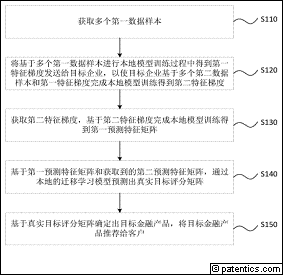 获取多个第一数据样本
S110
将基于多个第一数据样本进行本地模型训练过程中得到第一
特征梯度发送给目标企业，以使目标企业基于多个第二数据
样本和第一特征梯度完成本地模型训练得到第二特征梯度
S120
获取第二特征梯度，基于第二特征梯度完成本地模型训练得
到第一预测特征矩阵
S130
基于第一预测特征矩阵和获取到的第二预测特征矩阵，通过
本地的迁移学习模型预测出真实目标评分矩阵
S140
基于真实目标评分矩阵确定出目标金融产品，将目标金融产
品推荐给客户
S150
© patentics.com